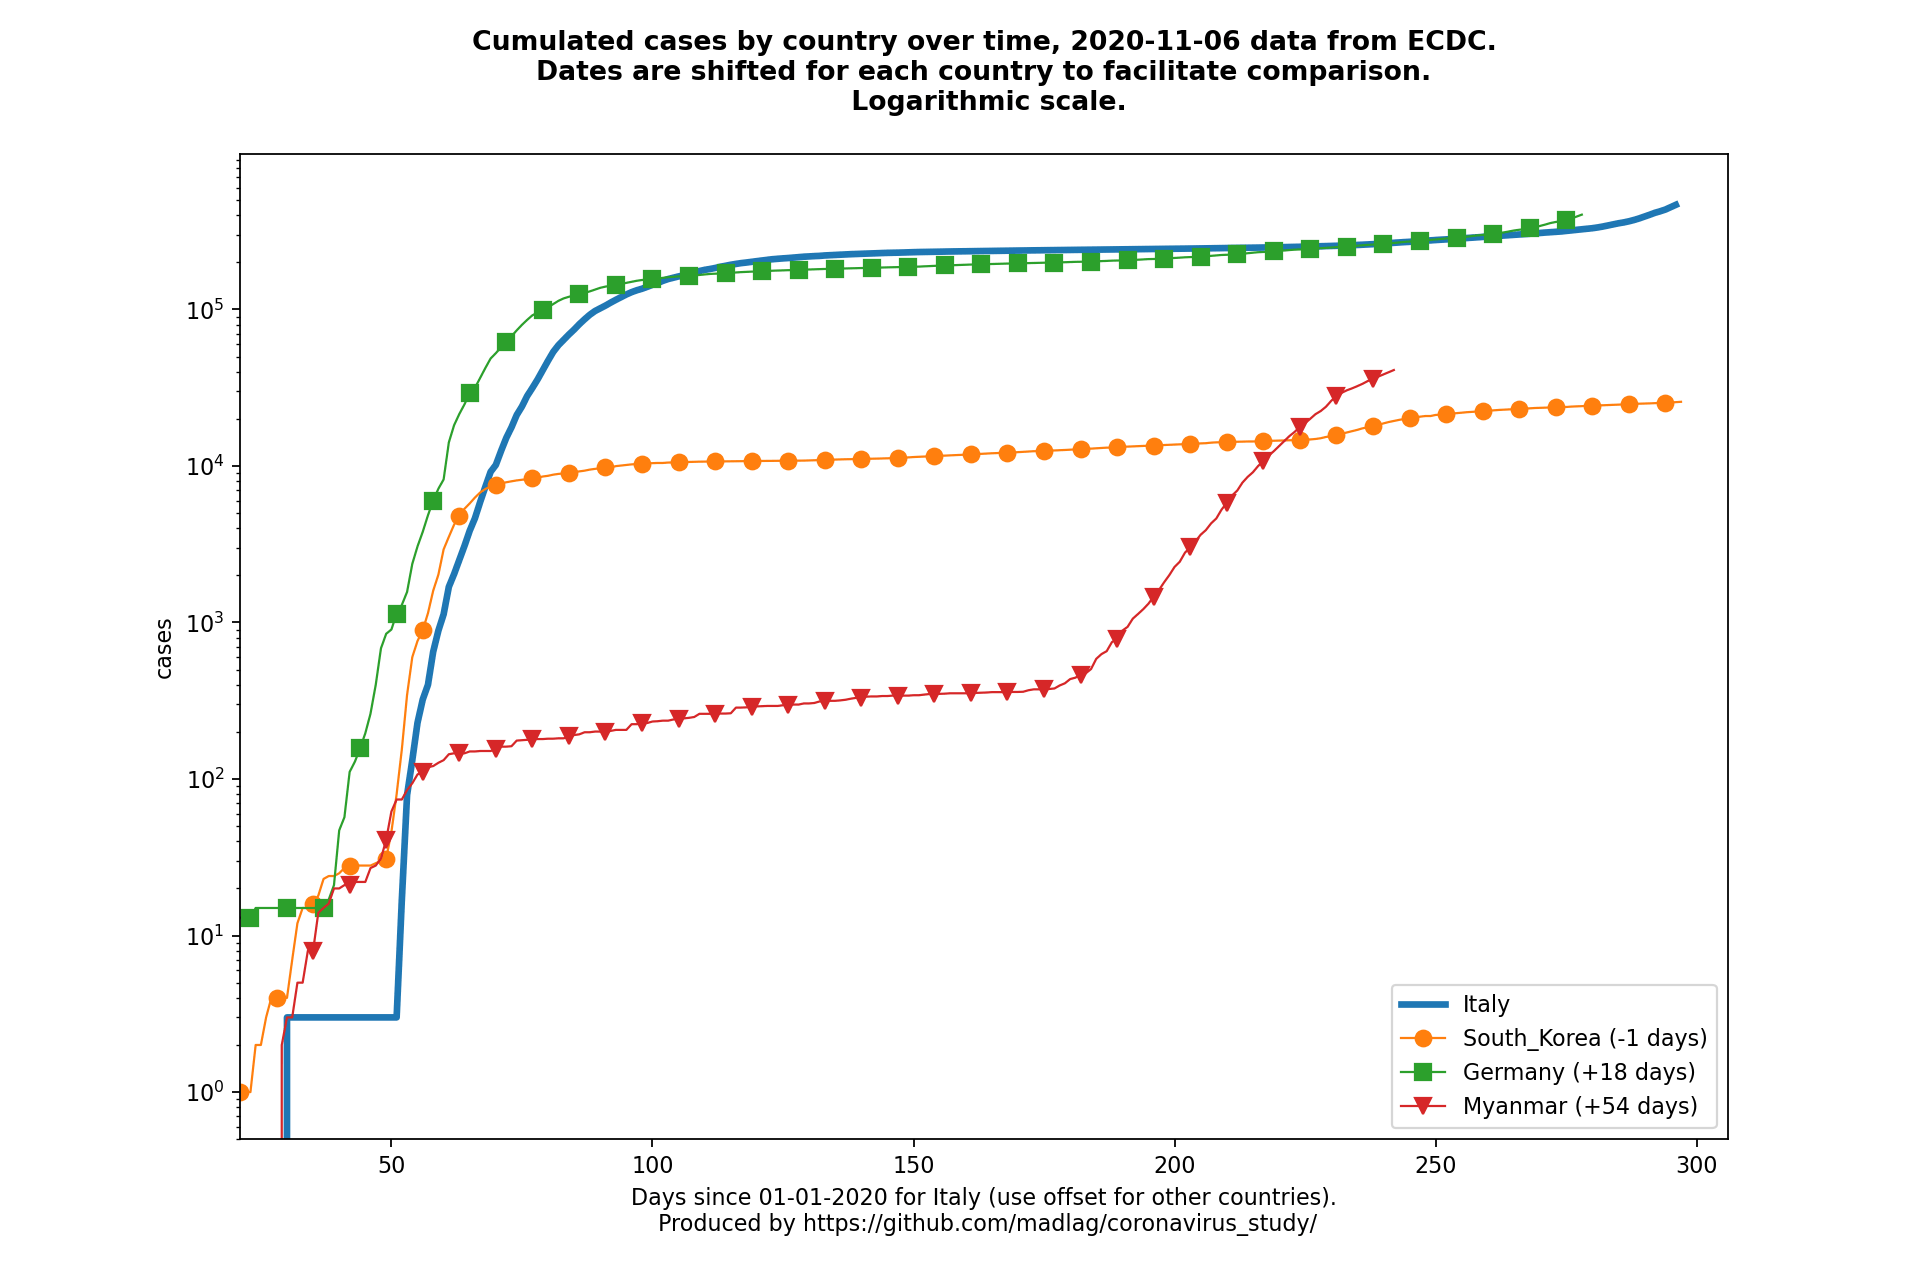 Cumulated cases by country over time, 2020-11-06 data from ECDC.
Dates are shifted for each country to facilitate comparison.
Logarithmic scale.
cases
10^5
10^4
10^3
10^2
10^1
10^0
50
100
150
200
250
300
Italy
South_Korea (-1 days)
Germany (+18 days)
Myanmar (+54 days)
Days since 01-01-2020 for Italy (use offset for other countries).
Produced by https://github.com/madlag/coronavirus_study/